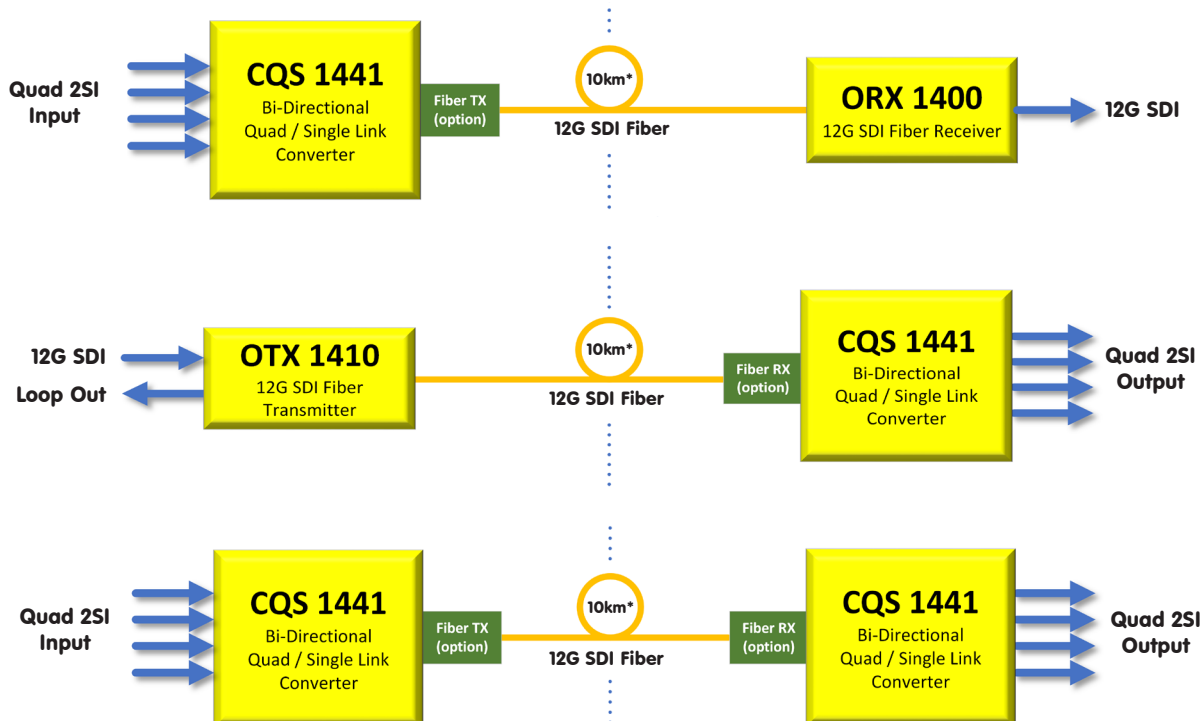 Quad 2SI
Input
CQS 1441
Bi-Directional
Quad / Single Link
Converter
Fiber TX
(option)
10km*
12G SDI Fiber
ORX 1400
12G SDI Fiber Receiver
12G SDI
12G SDI
Loop Out
OTX 1410
12G SDI Fiber
Transmitter
10km*
12G SDI Fiber
Fiber RX
(option)
CQS 1441
Bi-Directional
Quad / Single Link
Converter
Quad 2SI
Output
Quad 2SI
Input
CQS 1441
Bi-Directional
Quad / Single Link
Converter
Fiber TX
(option)
10km*
12G SDI Fiber
Fiber RX
(option)
CQS 1441
Bi-Directional
Quad / Single Link
Converter
Quad 2SI
Output